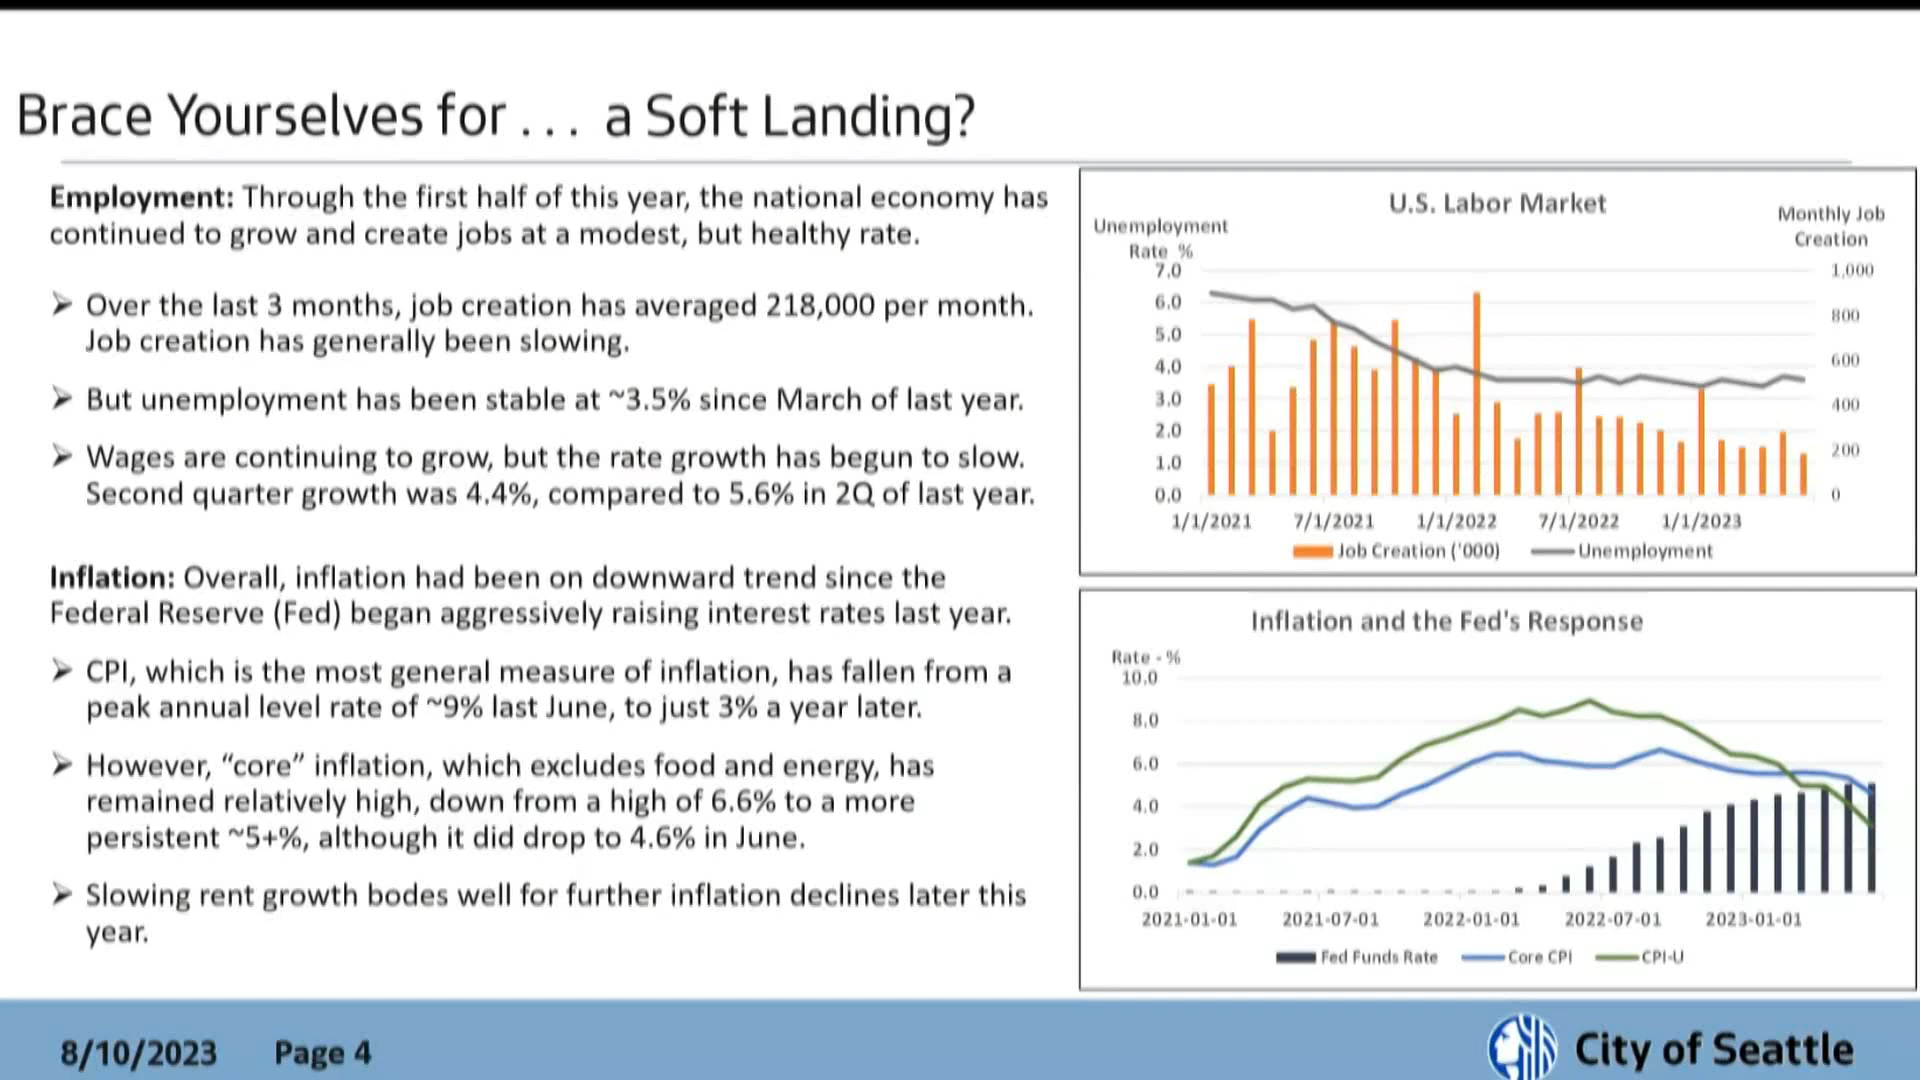 Brace Yourselves for . . .  a Soft Landing?
Employment: Through the first half of this year, the national economy has
continued to grow and create jobs at a modest, but healthy rate.
➢ Over the last 3 months, job creation has averaged 218,000 per month.
Job creation has generally been slowing.
➢ But unemployment has been stable at ~3.5% since March of last year.
➢ Wages are continuing to grow, but the rate growth has begun to slow.
Second quarter growth was 4.4%, compared to 5.6% in 2Q of last year.
Inflation: Overall, inflation had been on downward trend since the
Federal Reserve (Fed) began aggressively raising interest rates last year.
➢ CPI, which is the most general measure of inflation, has fallen from a
peak annual level rate of ~9% last June, to just 3% a year later.
➢ However, “core” inflation, which excludes food and energy, has
remained relatively high, down from a high of 6.6% to a more
persistent ~5+%, although it did drop to 4.6% in June.
➢ Slowing rent growth bodes well for further inflation declines later this
year.
U.S. Labor Market
Unemployment
Rate %
Monthly Job
Creation
7.0
6.0
5.0
4.0
3.0
2.0
1.0
0.0
1,000
800
600
400
200
0
1/1/2021 7/1/2021 1/1/2022 7/1/2022 1/1/2023
Job Creation ('000) Unemployment
Inflation and the Fed's Response
Rate - %
10.0
8.0
6.0
4.0
2.0
0.0
2021-01-01 2021-07-01 2022-01-01 2022-07-01 2023-01-01
Fed Funds Rate Core CPI CPI-U
8/10/2023 Page 4
City of Seattle